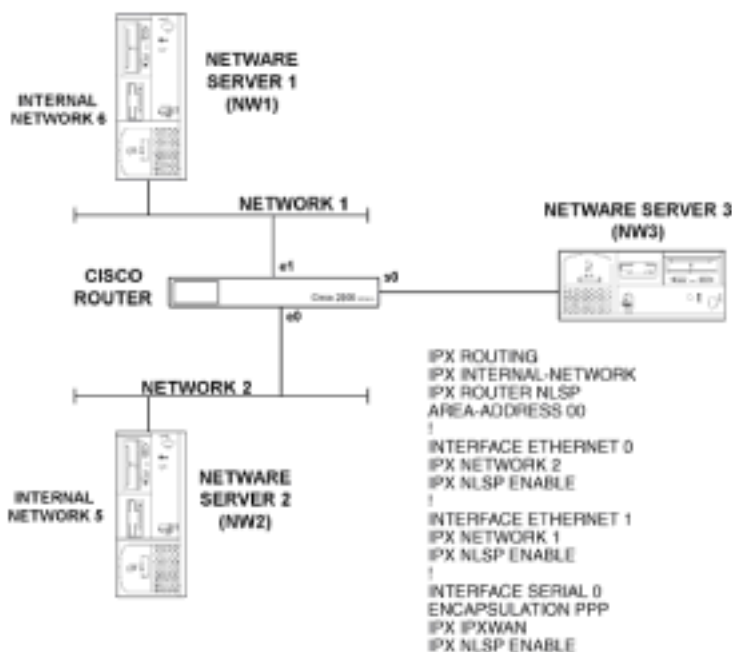 NETWARE
SERVER 1
(NW1)
INTERNAL
NETWORK 6
NETWORK 1
NETWARE SERVER 3
(NW3)
CISCO
ROUTER
e1
s0
Cisco 2500
e0
NETWORK 2
INTERNAL
NETWORK 5
NETWARE
SERVER 2
(NW2)
IPX ROUTING
IPX INTERNAL-NETWORK
IPX ROUTER NLSP
AREA-ADDRESS 00
!
INTERFACE ETHERNET 0
IPX NETWORK 2
IPX NLSP ENABLE
!
INTERFACE ETHERNET 1
IPX NETWORK 1
IPX NLSP ENABLE
!
INTERFACE SERIAL 0
ENCAPSULATION PPP
IPX IPXWAN
IPX NLSP ENABLE